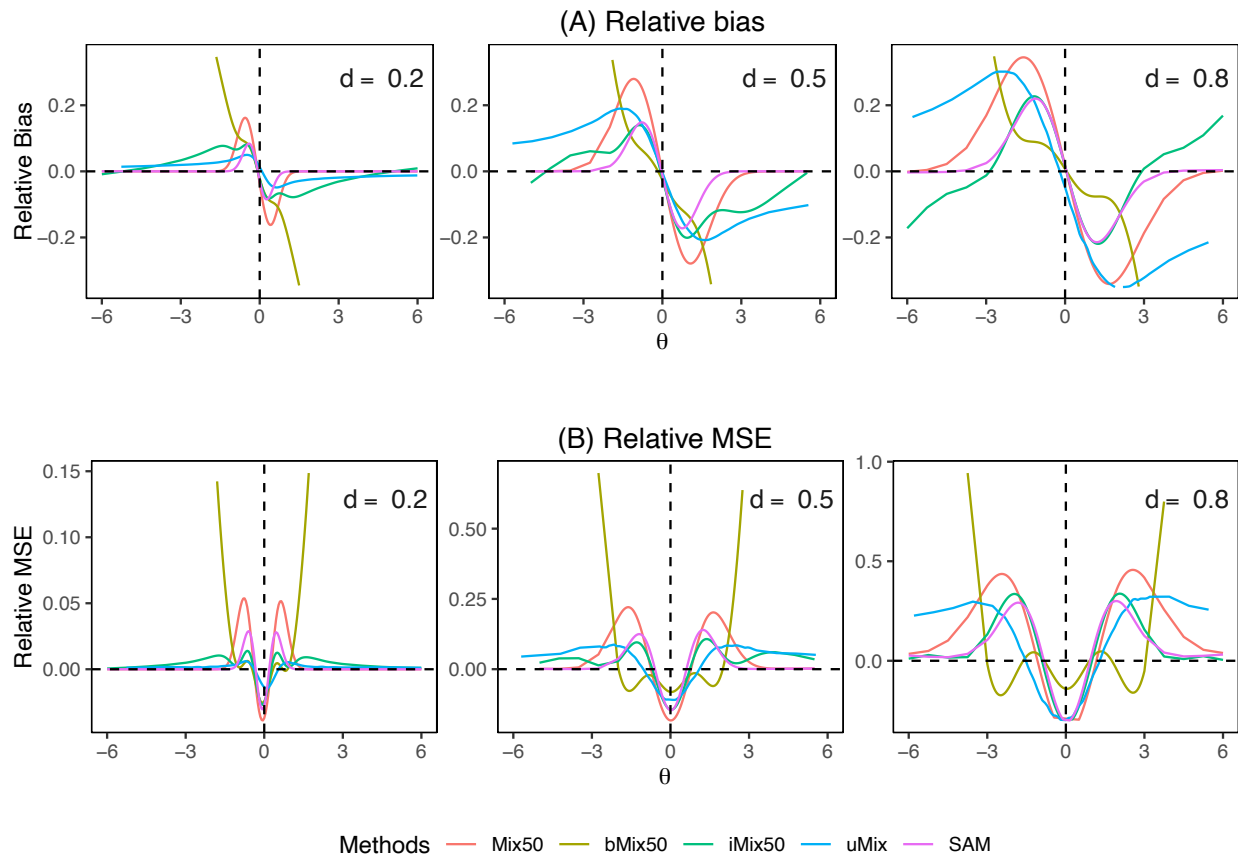 (A) Relative bias
d = 0.2
d = 0.5
d = 0.8
Relative Bias
0.2
0.0
−0.2
0.2
0.0
−0.2
0.2
0.0
−0.2
−6 −3 0 3 6
−6 −3 0 3 6
−6 −3 0 3 6
θ
(B) Relative MSE
d = 0.2
d = 0.5
d = 0.8
Relative MSE
0.15
0.10
0.05
0.00
0.50
0.25
0.00
1.0
0.5
0.0
−6 −3 0 3 6
−6 −3 0 3 6
−6 −3 0 3 6
θ
Methods Mix50 bMix50 iMix50 uMix SAM